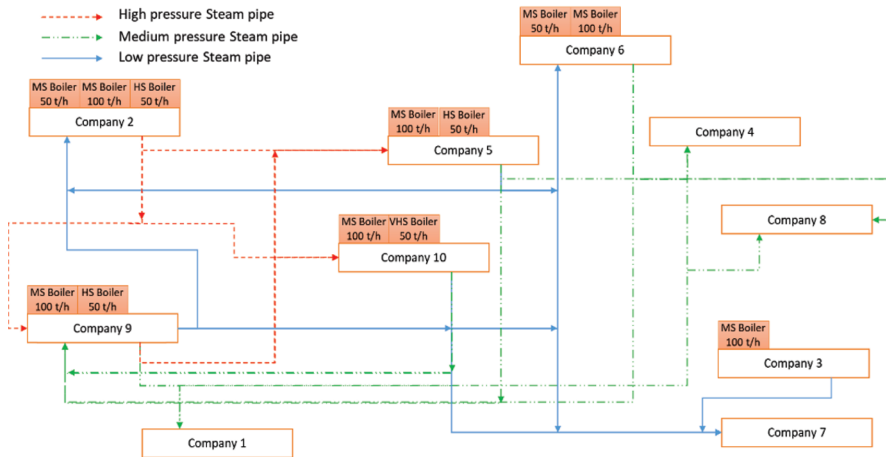 High pressure Steam pipe
Medium pressure Steam pipe
Low pressure Steam pipe
MS Boiler MS Boiler
50 t/h 100 t/h
Company 6
MS Boiler MS Boiler HS Boiler
50 t/h 100 t/h 50 t/h
Company 2
MS Boiler HS Boiler
100 t/h 50 t/h
Company 5
Company 4
MS Boiler VHS Boiler
100 t/h 50 t/h
Company 10
Company 8
MS Boiler HS Boiler
100 t/h 50 t/h
Company 9
MS Boiler
100 t/h
Company 3
Company 1
Company 7